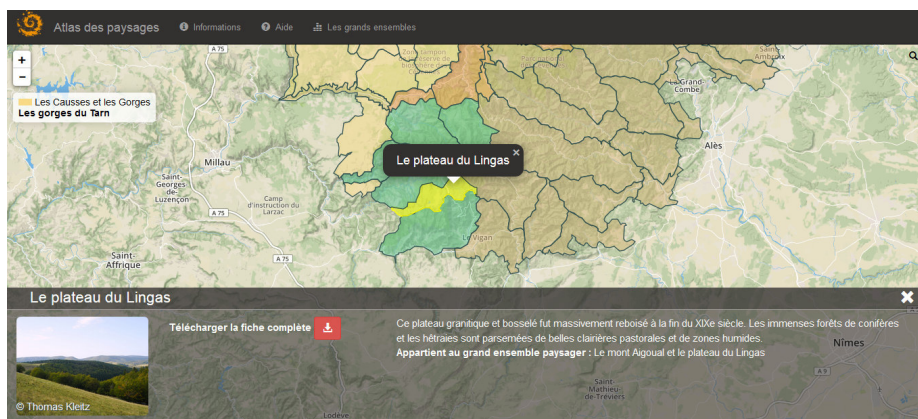 Atlas des paysages
Informations
Aide
Les grands ensembles
+
−
A 75
Saint-
Ambroix
La Grand-
Combe
Les Causses et les Gorges
Les gorges du Tarn
Alès
Le plateau du Lingas ×
Millau
Saint-
Georges
de-
Luzençon
Camp
d'instruction du
Larzac
A 75
Le Vigan
Saint-
Affrique
A 75
Le plateau du Lingas
Télécharger la fiche complète
Ce plateau granitique et bosselé fut massivement reboisé à la fin du XIXe siècle. Les immenses forêts de conifères
et les hêtraies sont parsemées de belles clairières pastorales et de zones humides.
Appartient au grand ensemble paysager : Le mont Aigoual et le plateau du Lingas
Nîmes
A 9
Saint-
Mathieu-
de-Tréviers
© Thomas Kleitz
Lodève